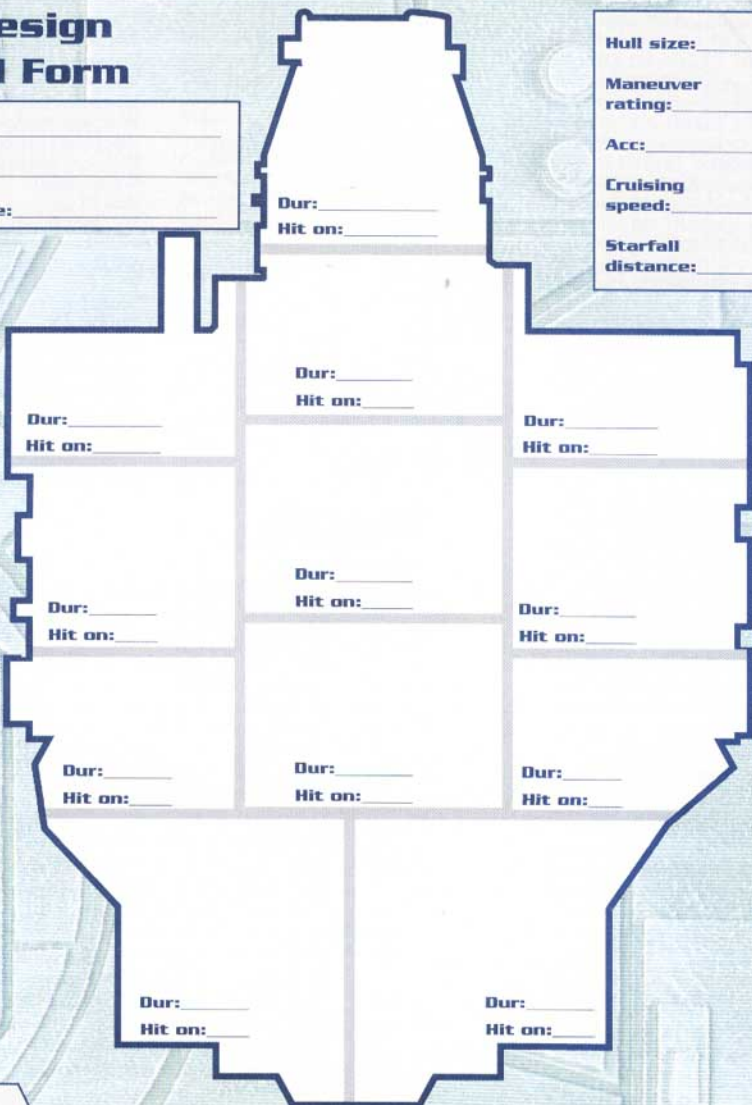 esign
Form
e:
Hull size:
Maneuver
rating:
Acc:
Cruising
speed:
Starfall
distance:
Dur:
Hit on:
Dur:
Hit on:
Dur:
Hit on:
Dur:
Hit on:
Dur:
Hit on:
Dur:
Hit on:
Dur:
Hit on:
Dur:
Hit on:
Dur:
Hit on:
Dur:
Hit on:
Dur:
Hit on:
Dur:
Hit on: